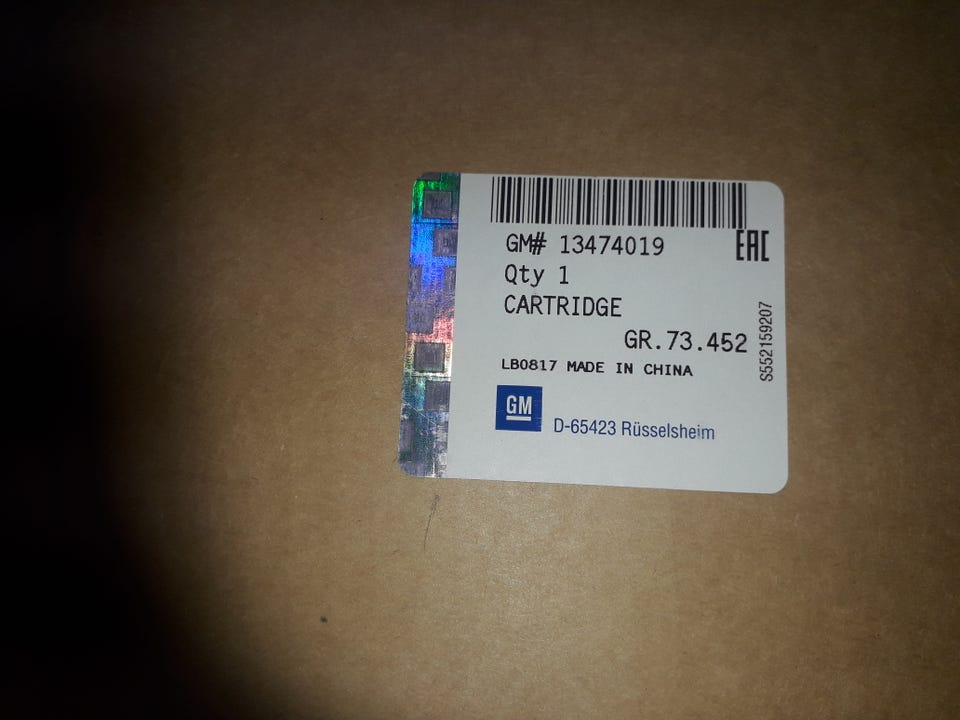 GM# 13474019
EAC
Qty 1
CARTRIDGE
GR.73.452
S552159207
LB0817 MADE IN CHINA
GM
D-65423 Rüsselsheim